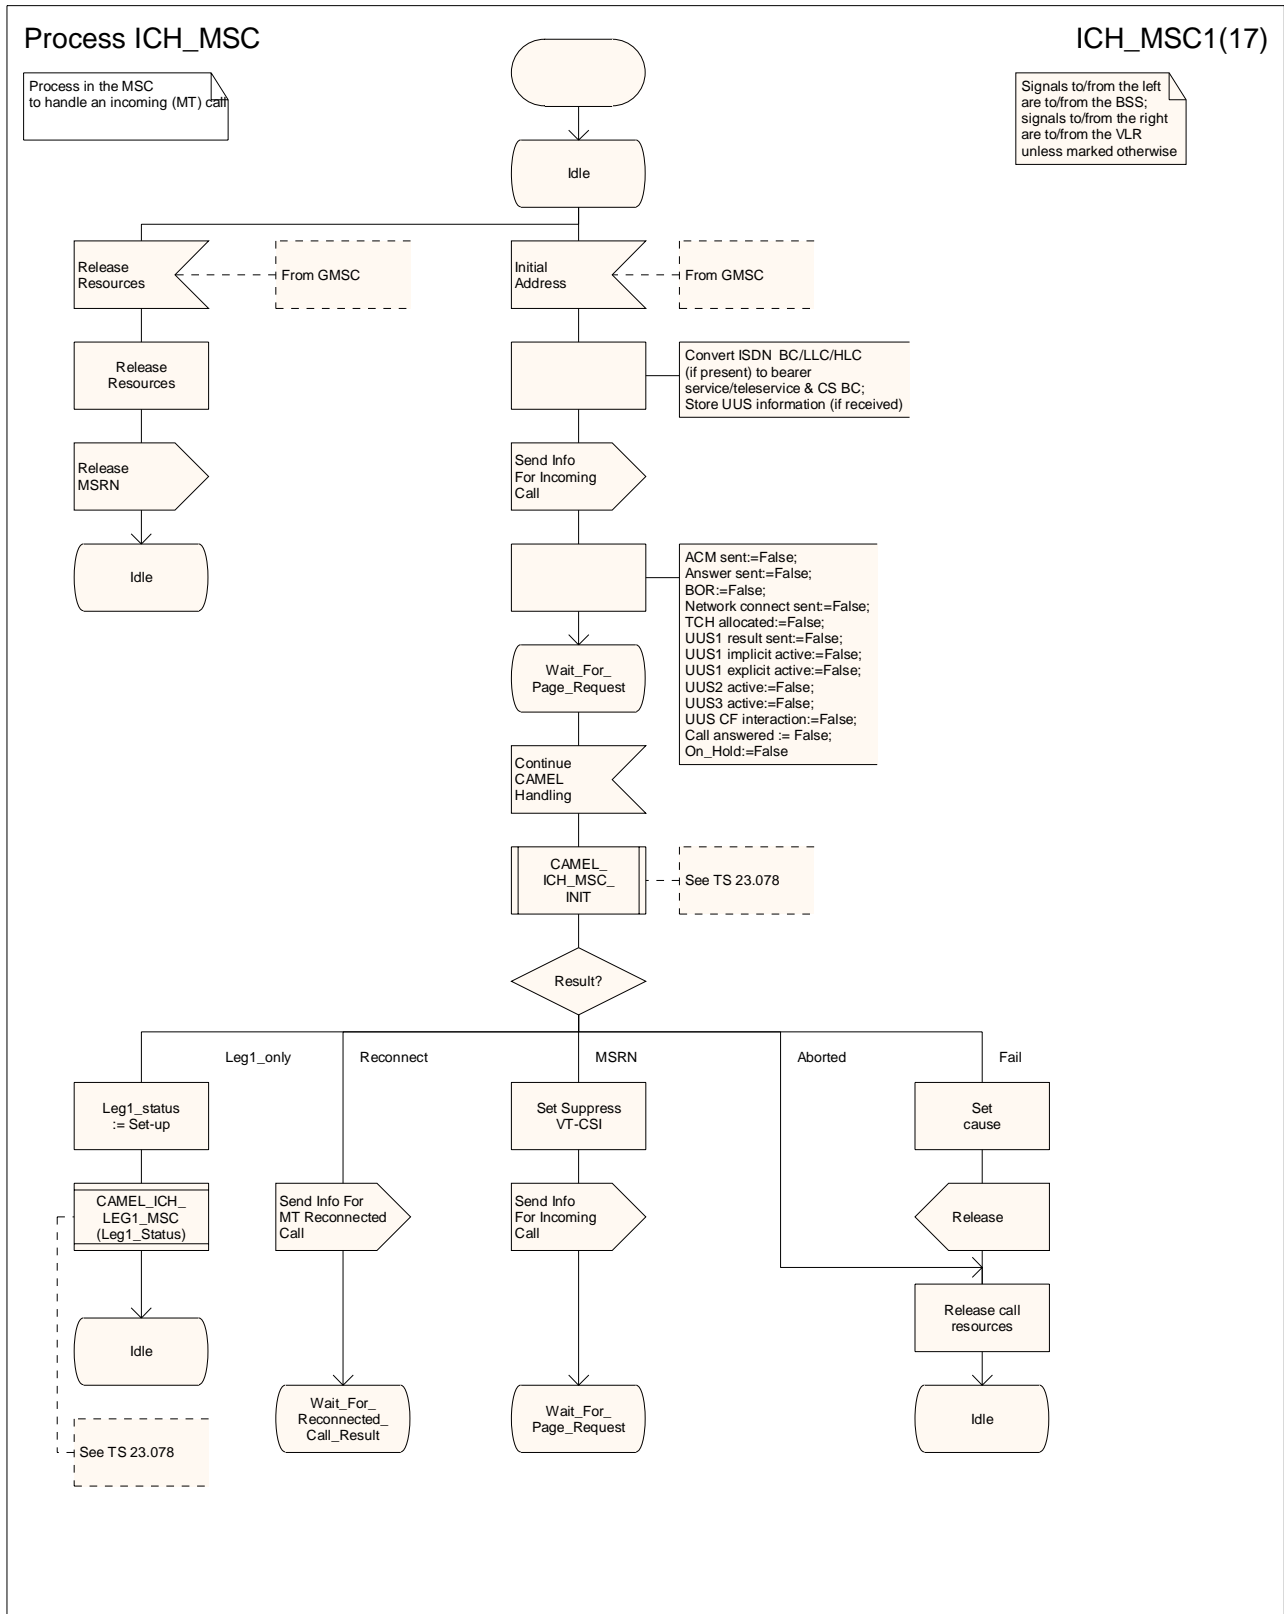 Process ICH_MSC
ICH_MSC1(17)
Process in the MSC
to handle an incoming (MT) call
Signals to/from the left
are to/from the BSS;
signals to/from the right
are to/from the VLR
unless marked otherwise
Idle
Release
Resources
From GMSC
Initial
Address
From GMSC
Release
Resources
Convert ISDN BC/LLC/HLC
(if present) to bearer
service/teleservice & CS BC;
Store UUS information (if received)
Release
MSRN
Send Info
For Incoming
Call
Idle
ACM sent:=False;
Answer sent:=False;
BOR:=False;
Network connect sent:=False;
TCH allocated:=False;
UUS1 result sent:=False;
UUS1 implicit active:=False;
UUS1 explicit active:=False;
UUS2 active:=False;
UUS3 active:=False;
UUS CF interaction:=False;
Call answered := False;
On_Hold:=False
Wait_For_
Page_Request
Continue
CAMEL
Handling
CAMEL_
ICH_MSC_
INIT
See TS 23.078
Result?
Leg1_only
Reconnect
MSRN
Aborted
Fail
Leg1_status
:= Set-up
Set Suppress
VT-CSI
Set
cause
CAMEL_ICH_
LEG1_MSC
(Leg1_Status)
Send Info For
MT Reconnected
Call
Send Info
For Incoming
Call
Release
Release call
resources
Idle
Wait_For_
Reconnected_
Call_Result
Wait_For_
Page_Request
Idle
See TS 23.078